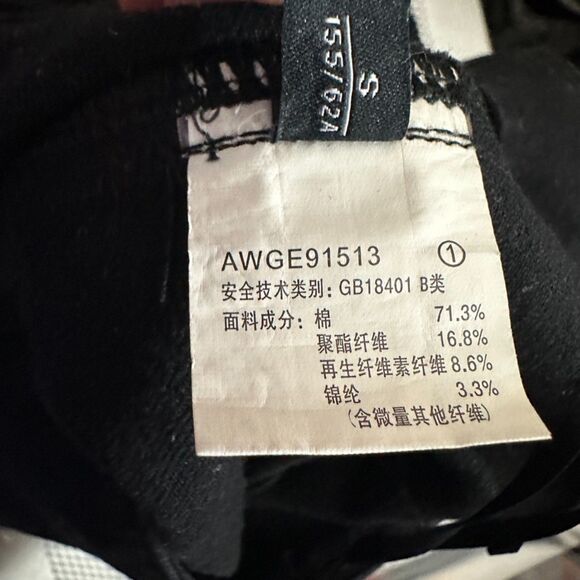 S
155/62A
AWGE91513 ①
安全技术类别: GB18401 B类
面料成分: 棉 71.3%
聚酯纤维 16.8%
再生纤维素纤维 8.6%
锦纶 3.3%
(含微量其他纤维)